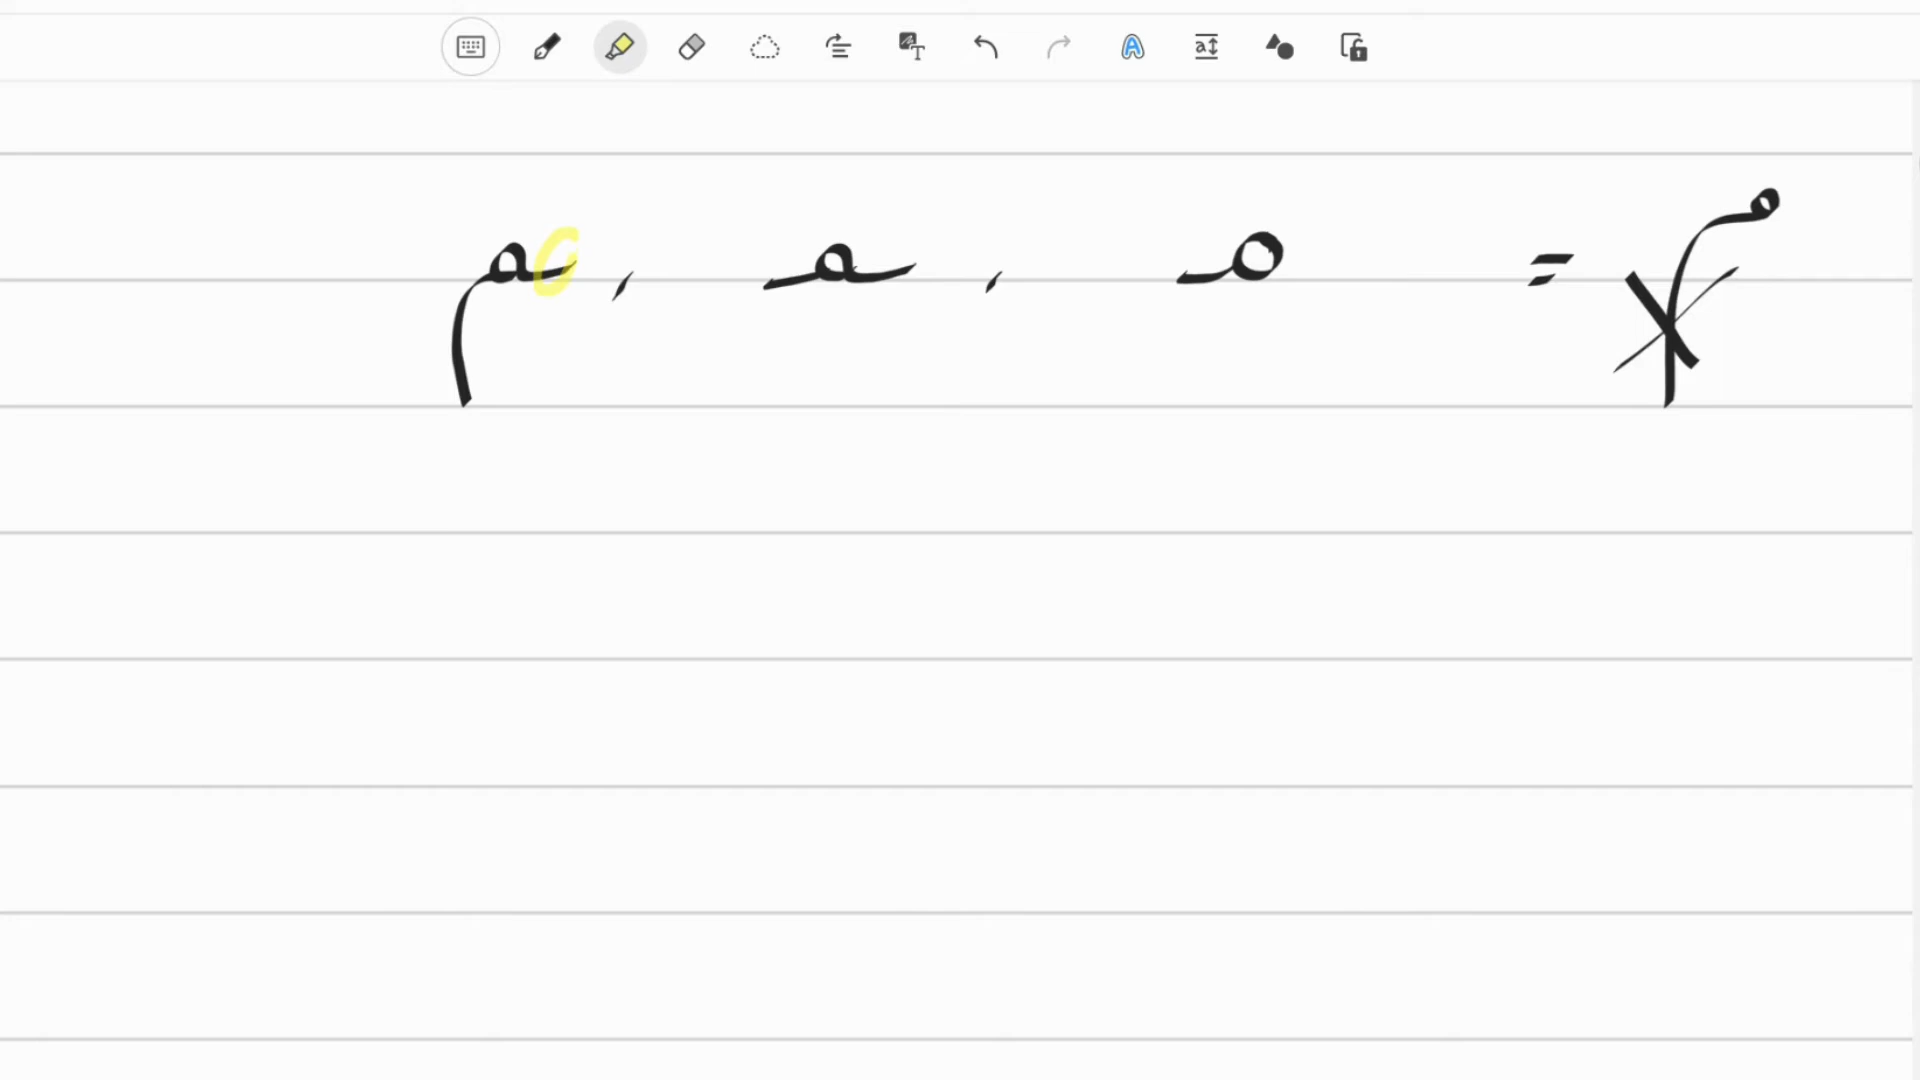 م = مـ ، ـمـ ، ـم